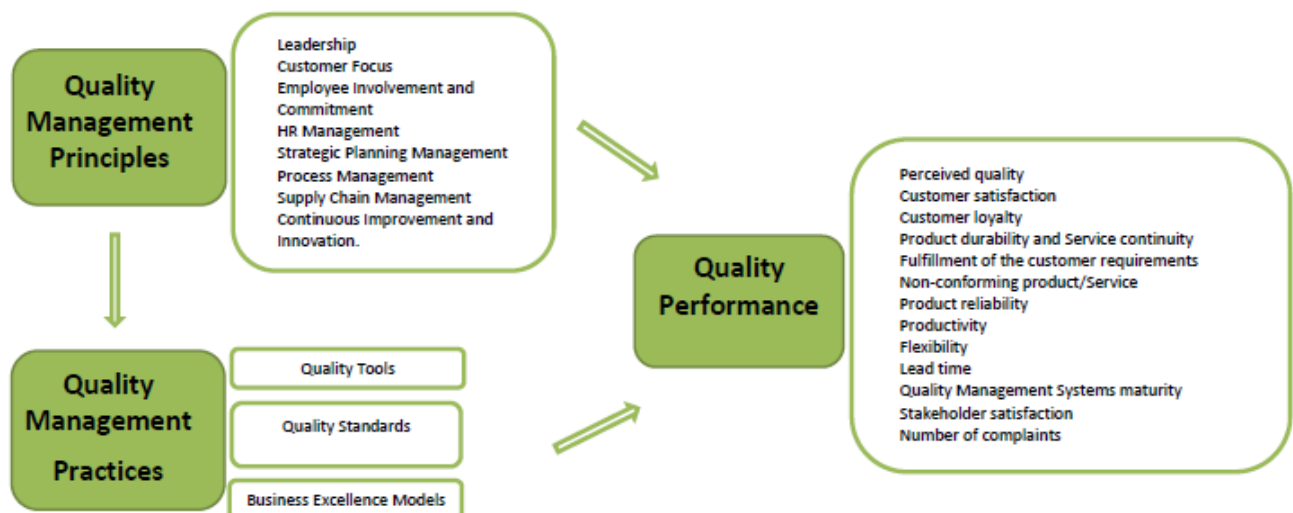 Quality
Management
Principles
Leadership
Customer Focus
Employee Involvement and
Commitment
HR Management
Strategic Planning Management
Process Management
Supply Chain Management
Continuous Improvement and
Innovation.
Quality
Management
Practices
Quality Tools
Quality Standards
Business Excellence Models
Quality
Performance
Perceived quality
Customer satisfaction
Customer loyalty
Product durability and Service continuity
Fulfillment of the customer requirements
Non-conforming product/Service
Product reliability
Productivity
Flexibility
Lead time
Quality Management Systems maturity
Stakeholder satisfaction
Number of complaints